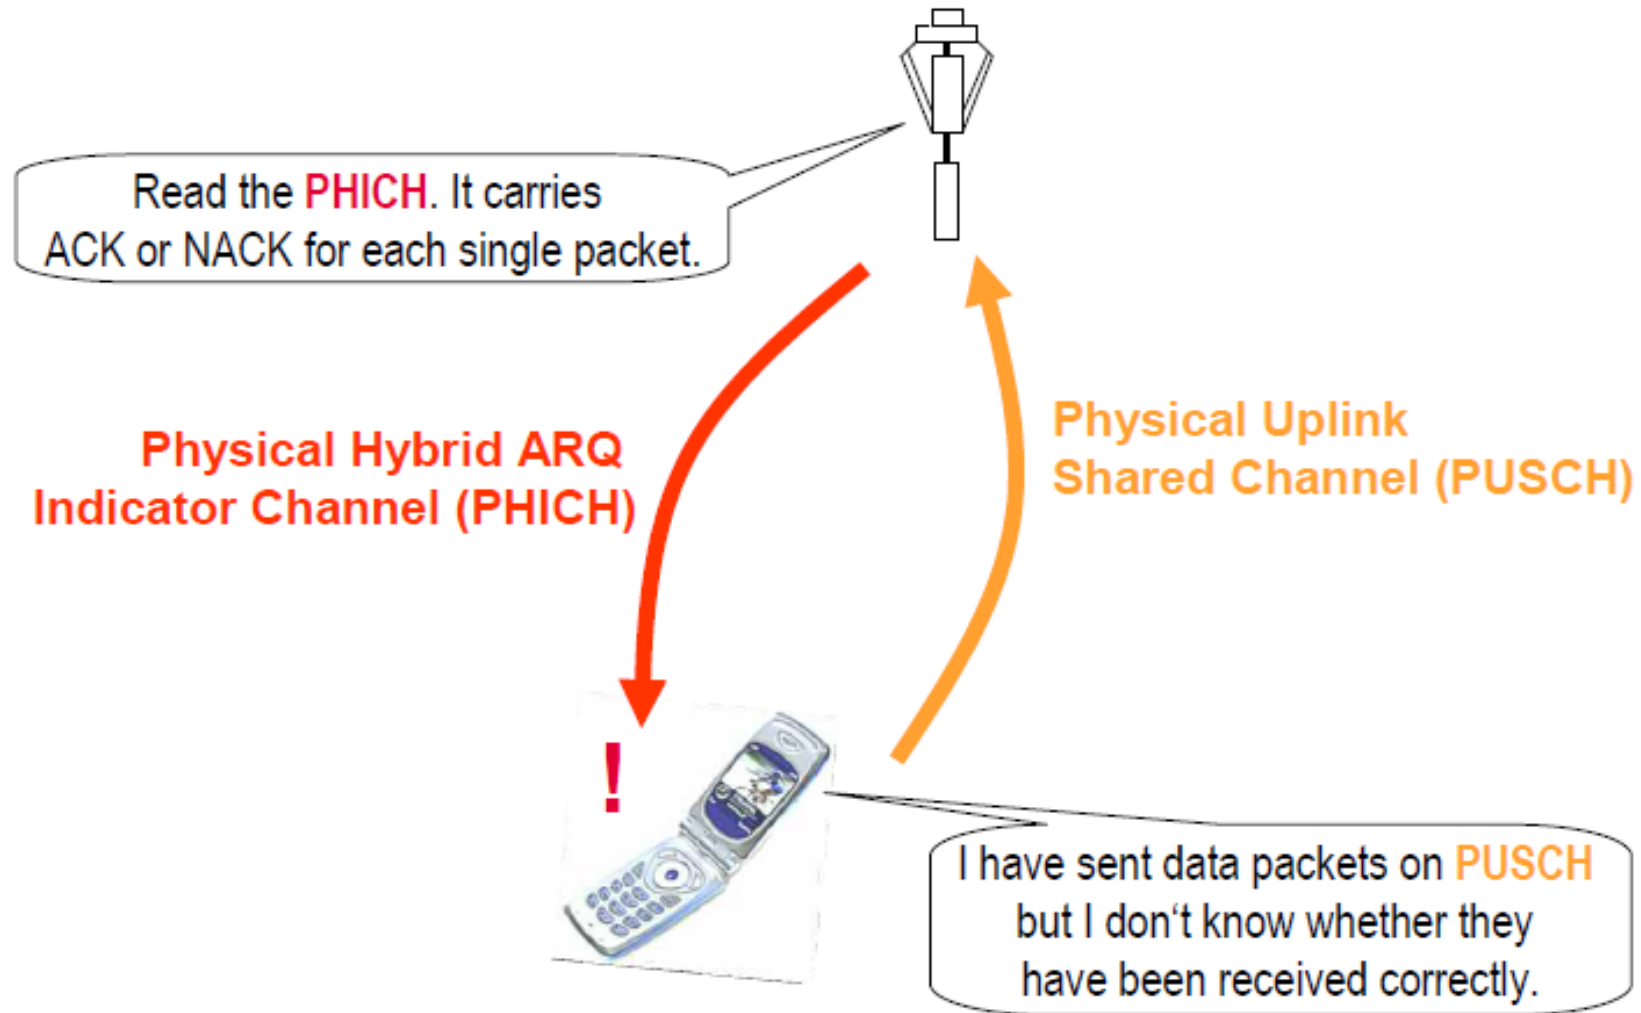 Read the PHICH. It carries
ACK or NACK for each single packet.
Physical Hybrid ARQ
Indicator Channel (PHICH)
Physical Uplink
Shared Channel (PUSCH)
!
I have sent data packets on PUSCH
but I don‘t know whether they
have been received correctly.